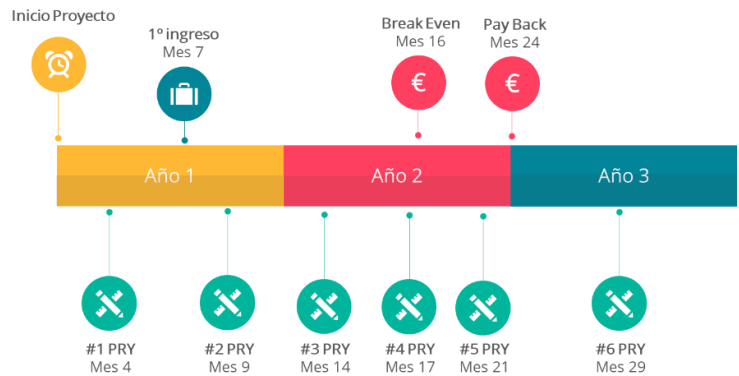 Inicio Proyecto
1º ingreso
Mes 7
Break Even
Mes 16
Pay Back
Mes 24
€
€
Año 1
Año 2
Año 3
#1 PRY
Mes 4
#2 PRY
Mes 9
#3 PRY
Mes 14
#4 PRY
Mes 17
#5 PRY
Mes 21
#6 PRY
Mes 29